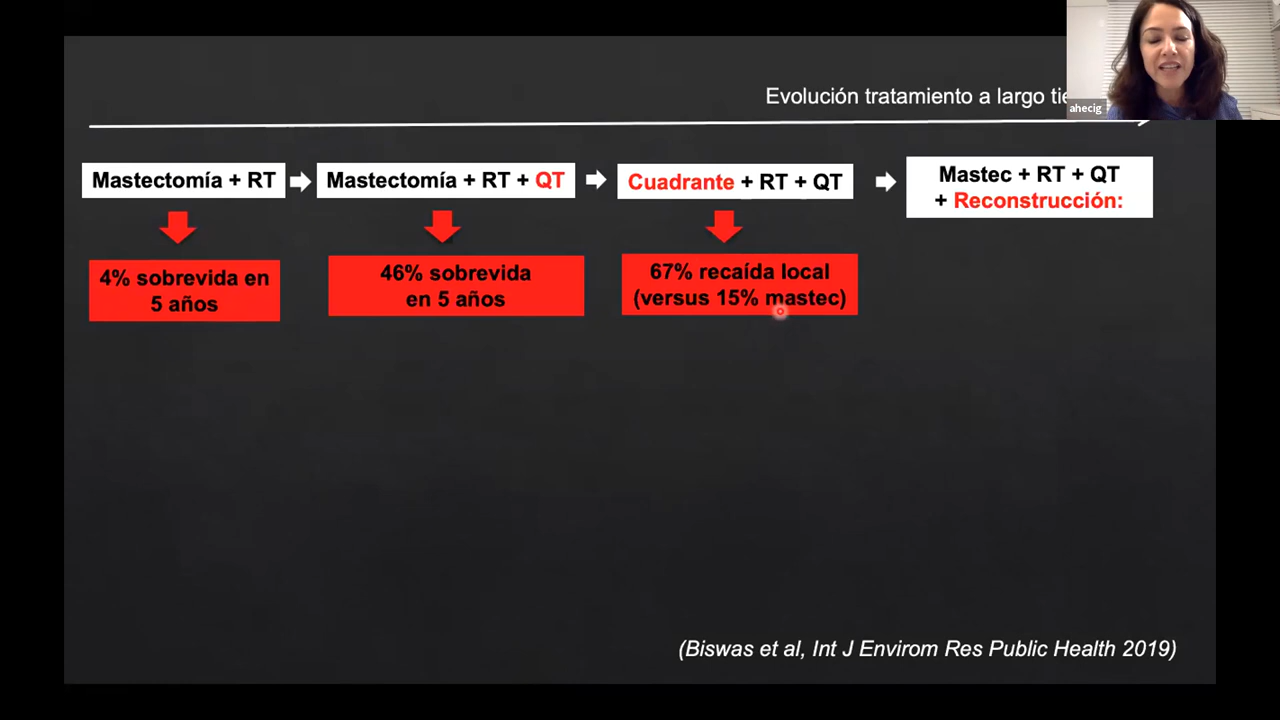 Evolución tratamiento a largo
ahecig
Mastectomía + RT
Mastectomía + RT + QT
Cuadrante + RT + QT
Mastec + RT + QT
+ Reconstrucción:
4% sobrevida en
5 años
46% sobrevida
en 5 años
67% recaída local
(versus 15% mastec)
(Biswas et al, Int J Envirom Res Public Health 2019)